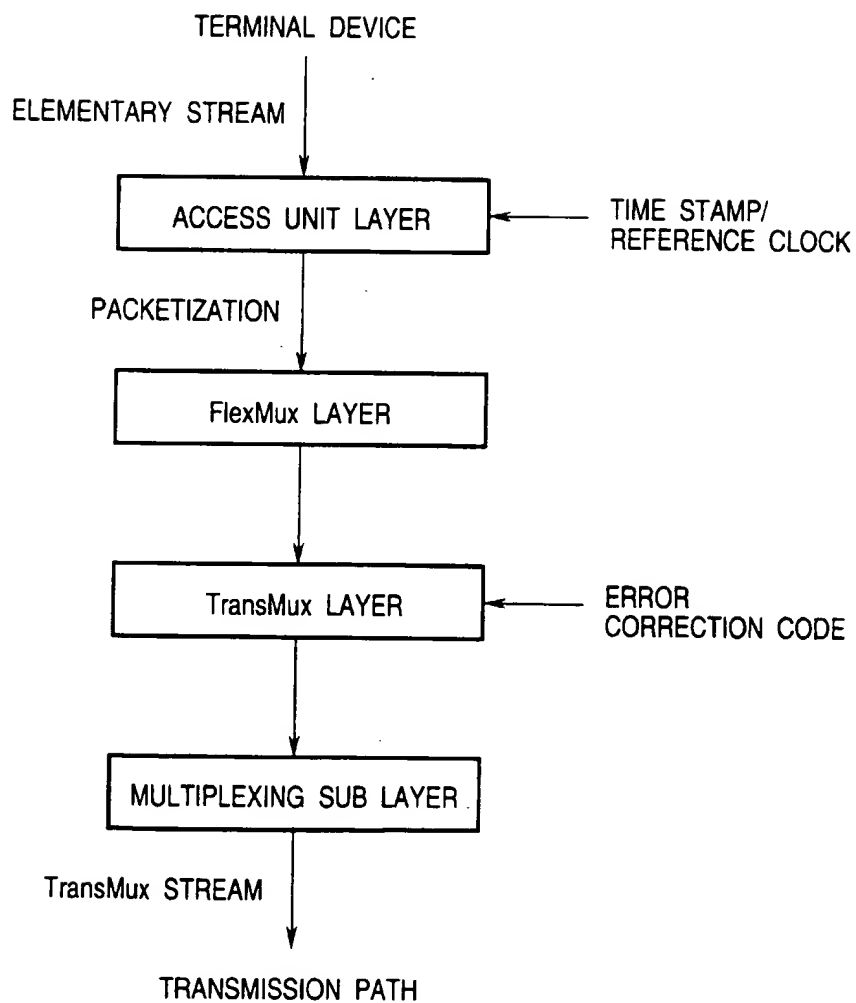 TERMINAL DEVICE
ELEMENTARY STREAM
ACCESS UNIT LAYER
TIME STAMP/
REFERENCE CLOCK
PACKETIZATION
FlexMux LAYER
TransMux LAYER
ERROR
CORRECTION CODE
MULTIPLEXING SUB LAYER
TransMux STREAM
TRANSMISSION PATH